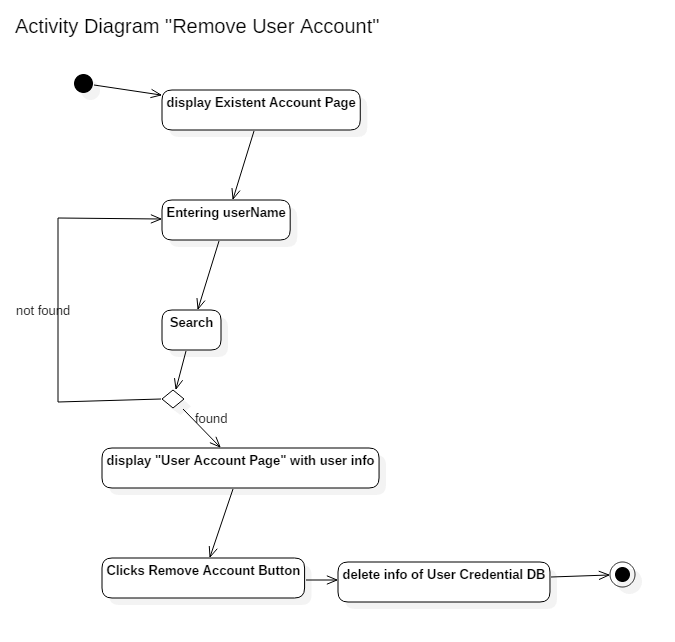 Activity Diagram "Remove User Account"
display Existent Account Page
Entering userName
not found
Search
found
display "User Account Page" with user info
Clicks Remove Account Button
delete info of User Credential DB